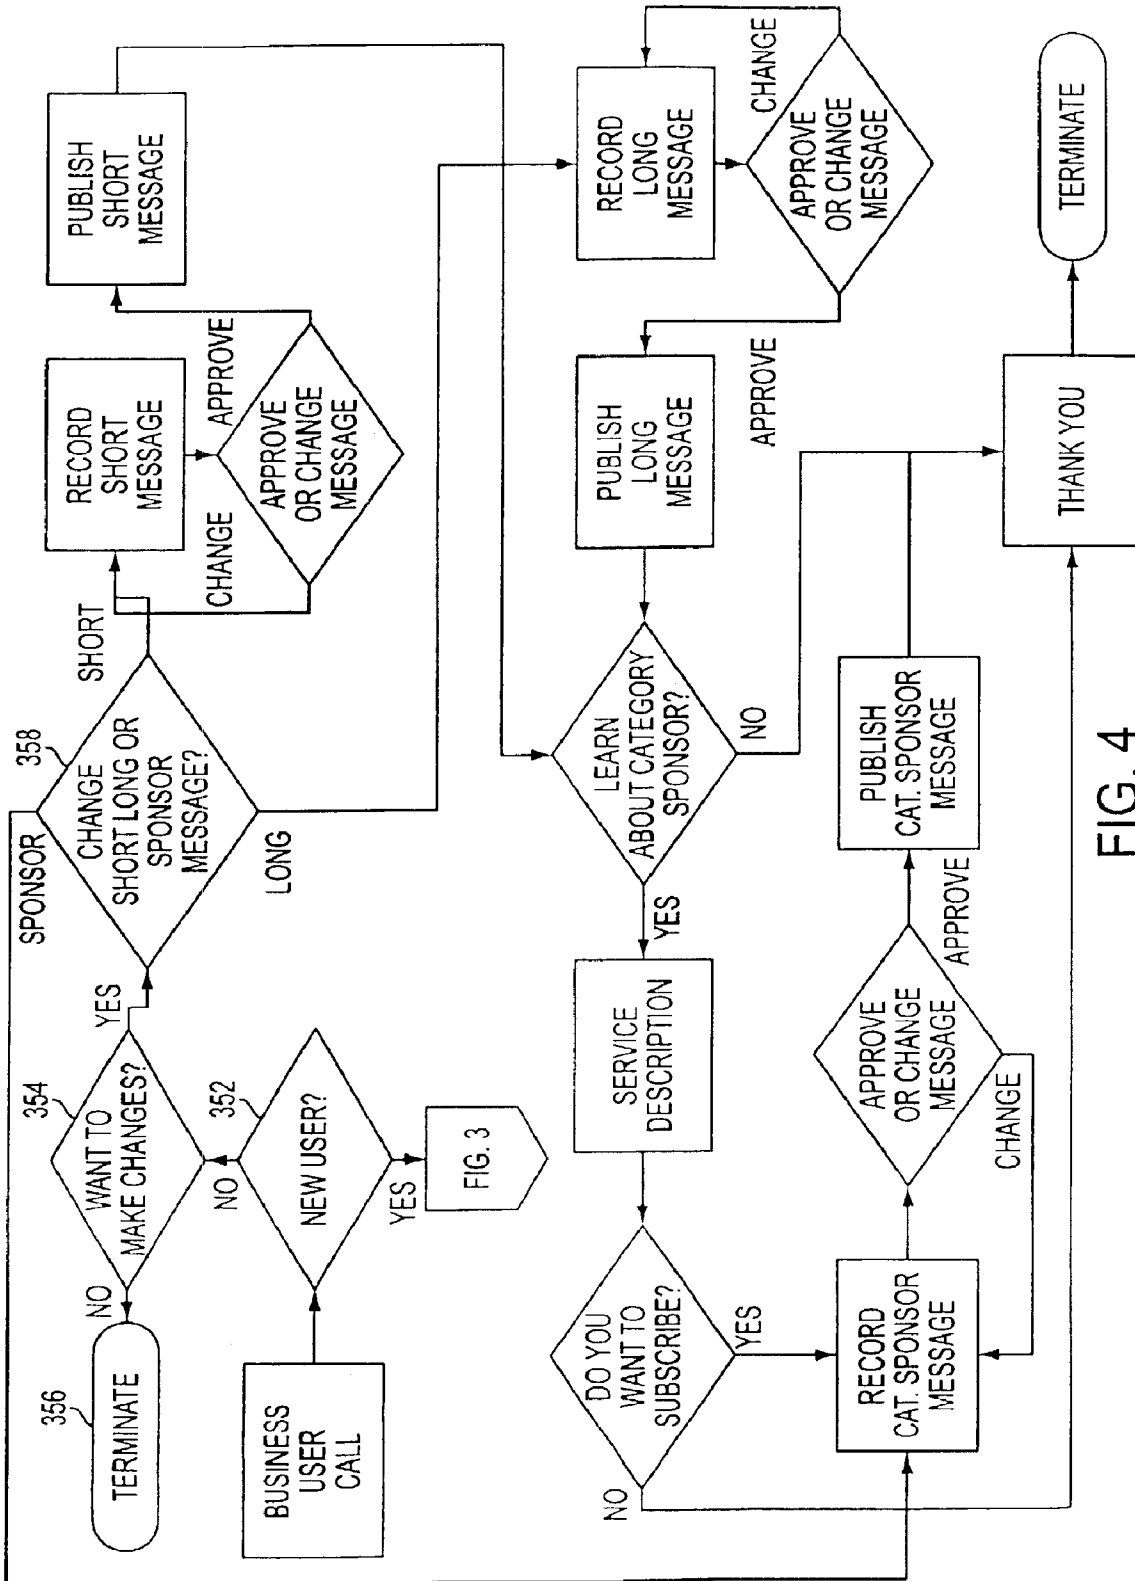 356
TERMINATE
NO
354
WANT TO
MAKE CHANGES?
YES
SPONSOR
358
CHANGE
SHORT LONG OR
SPONSOR
MESSAGE?
SHORT
LONG
RECORD
SHORT
MESSAGE
PUBLISH
SHORT
MESSAGE
CHANGE
APPROVE
APPROVE
OR CHANGE
MESSAGE
BUSINESS
USER
CALL
352
NEW USER?
NO
YES
FIG. 3
DO YOU
WANT TO
SUBSCRIBE?
NO
YES
SERVICE
DESCRIPTION
YES
LEARN
ABOUT CATEGORY
SPONSOR?
NO
PUBLISH
LONG
MESSAGE
APPROVE
RECORD
LONG
MESSAGE
CHANGE
APPROVE
OR CHANGE
MESSAGE
RECORD
CAT. SPONSOR
MESSAGE
APPROVE
OR CHANGE
MESSAGE
CHANGE
APPROVE
PUBLISH
CAT. SPONSOR
MESSAGE
THANK YOU
TERMINATE
FIG. 4